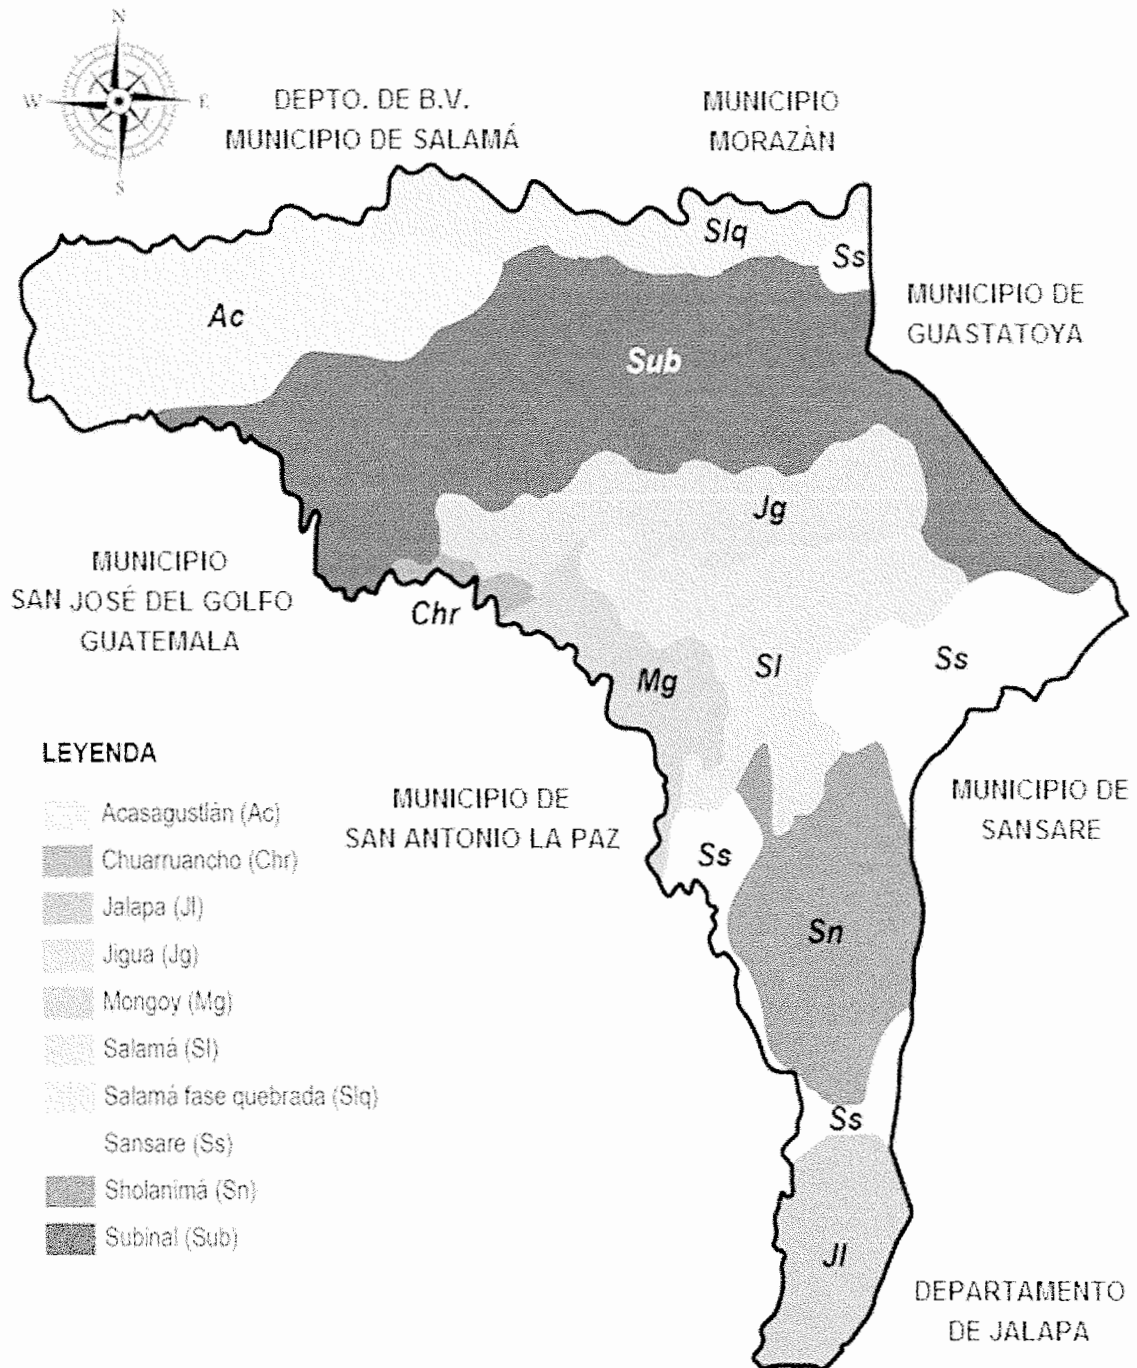 N
W
E
S
DEPTO. DE B.V.
MUNICIPIO DE SALAMÁ
MUNICIPIO
MORAZÀN
Slq
Ss
MUNICIPIO DE
GUASTATOYA
Ac
Sub
Jg
MUNICIPIO
SAN JOSÉ DEL GOLFO
GUATEMALA
Chr
Mg
Sl
Ss
LEYENDA
Acasagustlán (Ac)
Chuarruancho (Chr)
Jalapa (Jl)
Jigua (Jg)
Mongoy (Mg)
Salamá (Sl)
Salamá fase quebrada (Slq)
Sansare (Ss)
Sholanimá (Sn)
Subinal (Sub)
MUNICIPIO DE
SAN ANTONIO LA PAZ
MUNICIPIO DE
SANSARE
Ss
Sn
Ss
Jl
DEPARTAMENTO
DE JALAPA